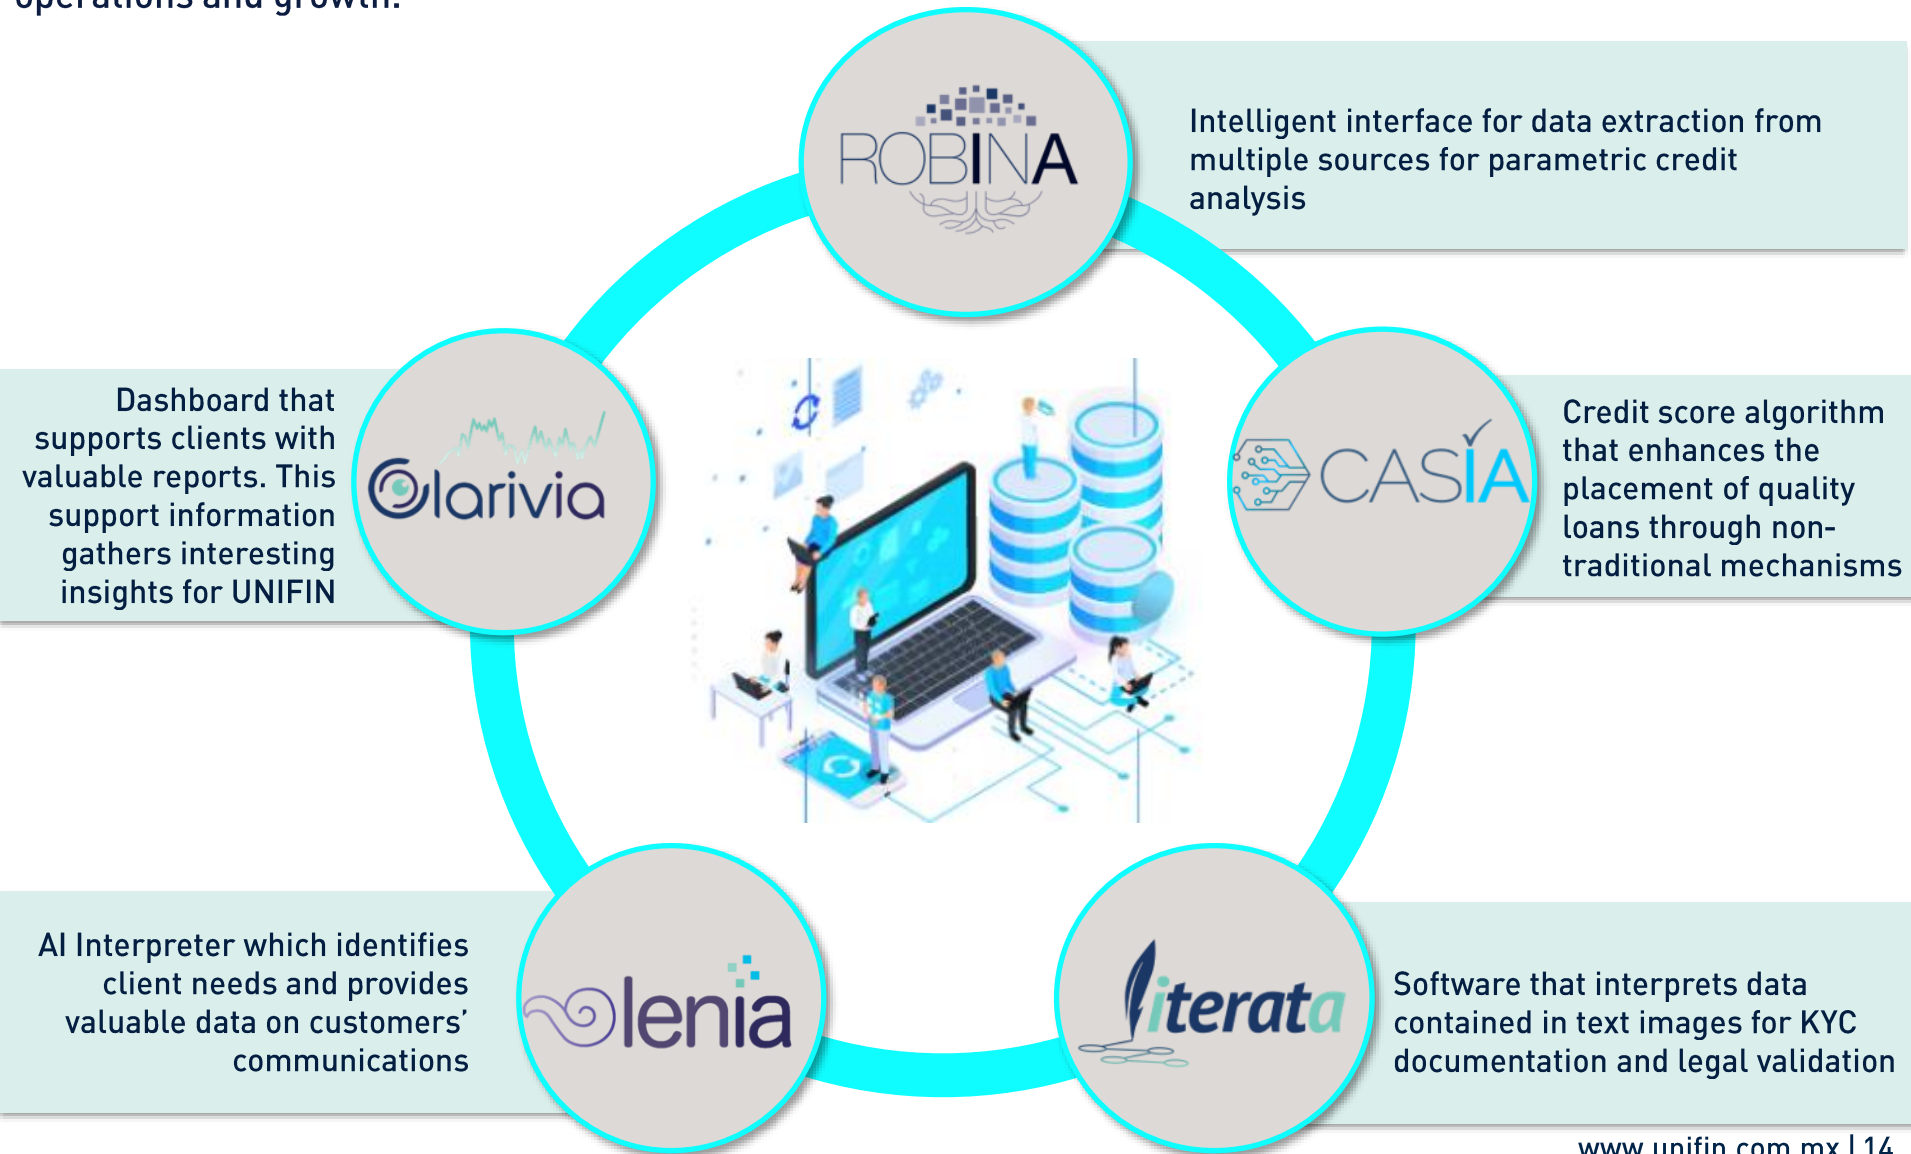 operations and growth.
ROBINA
Intelligent interface for data extraction from
multiple sources for parametric credit
analysis
Dashboard that
supports clients with
valuable reports. This
support information
gathers interesting
insights for UNIFIN
Clarivia
CASIA
Credit score algorithm
that enhances the
placement of quality
loans through non-
traditional mechanisms
AI Interpreter which identifies
client needs and provides
valuable data on customers’
communications
lenia
Literata
Software that interprets data
contained in text images for KYC
documentation and legal validation
www.unifin.com.mx | 14